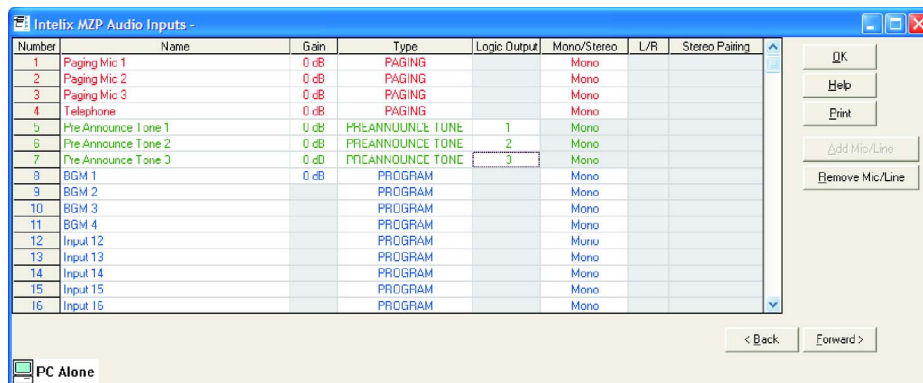 Intelix MZP Audio Inputs -
Number Name Gain Type Logic Output Mono/Stereo L/R Stereo Pairing
1 Paging Mic 1 0 dB PAGING Mono
2 Paging Mic 2 0 dB PAGING Mono
3 Paging Mic 3 0 dB PAGING Mono
4 Telephone 0 dB PAGING Mono
5 Pre Announce Tone 1 0 dB PREANNOUNCE TONE 1 Mono
6 Pre Announce Tone 2 0 dB PREANNOUNCE TONE 2 Mono
7 Pre Announce Tone 3 0 dB PREANNOUNCE TONE 3 Mono
8 BGM 1 0 dB PROGRAM Mono
9 BGM 2 PROGRAM Mono
10 BGM 3 PROGRAM Mono
11 BGM 4 PROGRAM Mono
12 Input 12 PROGRAM Mono
13 Input 13 PROGRAM Mono
14 Input 14 PROGRAM Mono
15 Input 15 PROGRAM Mono
16 Input 16 PROGRAM Mono
OK
Help
Print
Add Mic/Line
Remove Mic/Line
< Back
Forward >
PC Alone